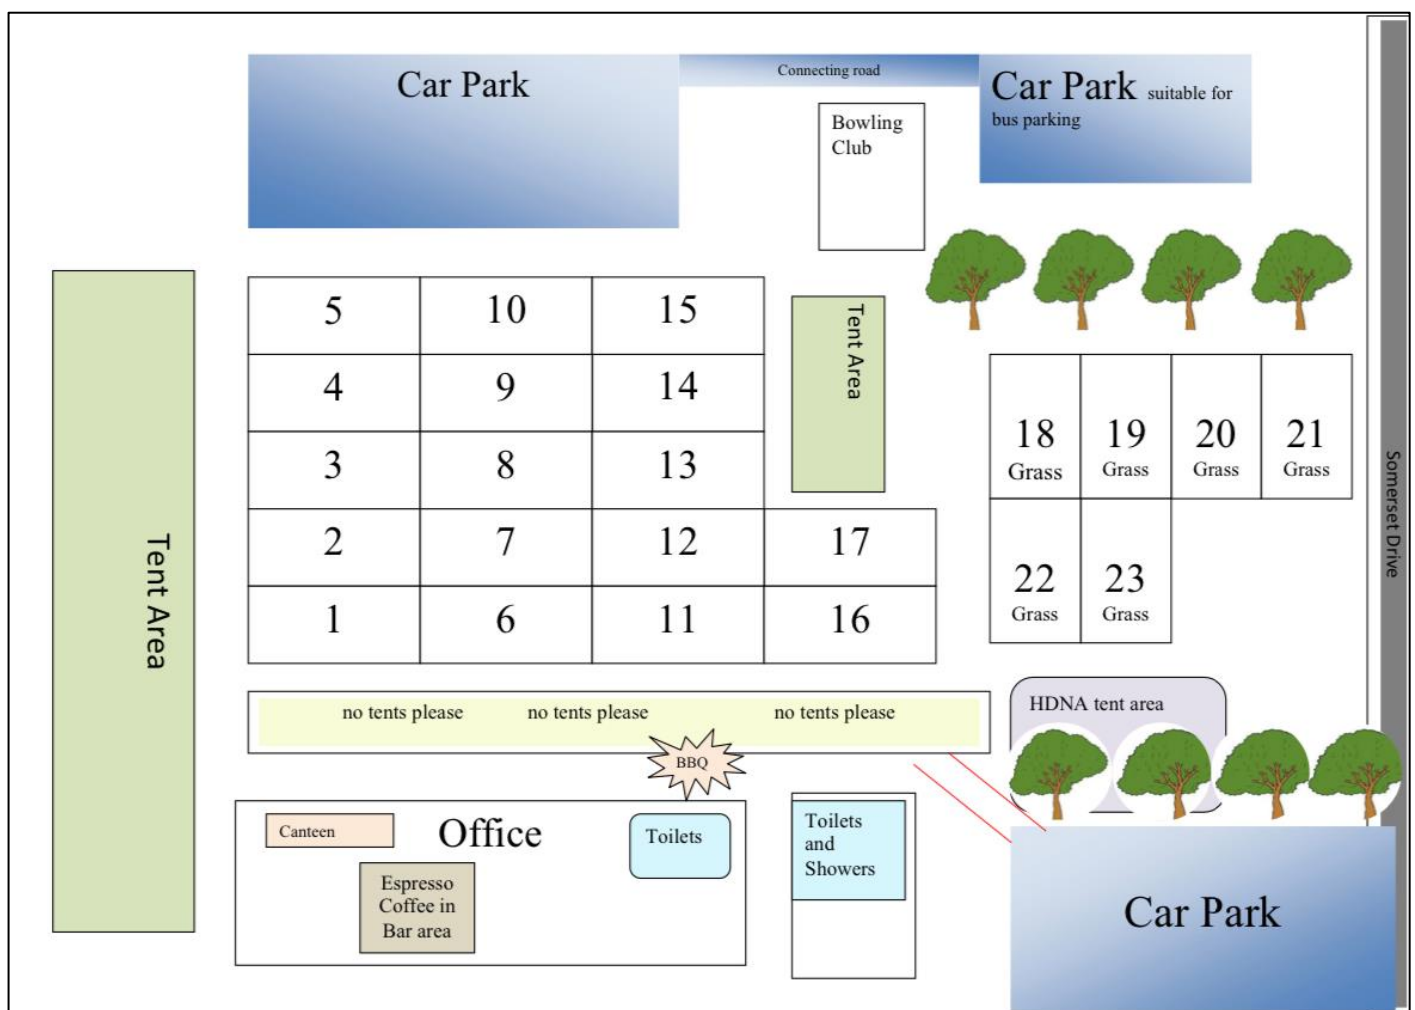 Car Park
Connecting road
Car Park suitable for
bus parking
Bowling
Club
5 10 15
4 9 14
3 8 13
2 7 12 17
1 6 11 16
Tent Area
Tent Area
18 19 20 21
Grass Grass Grass Grass
22 23
Grass Grass
Somerset Drive
no tents please no tents please no tents please
HDNA tent area
BBQ
Canteen
Office
Toilets
Espresso
Coffee in
Bar area
Toilets
and
Showers
Car Park